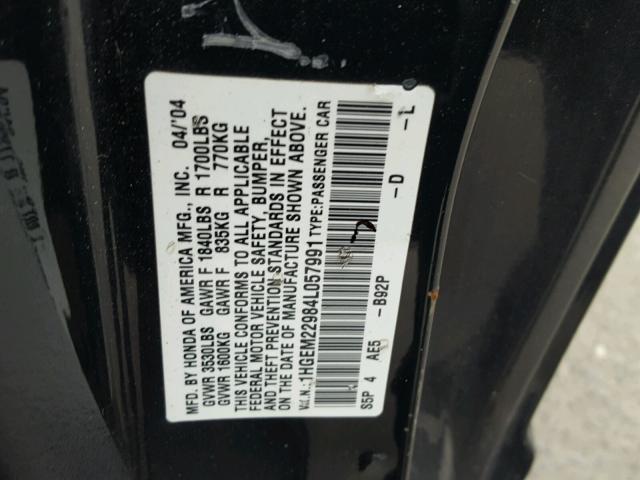 MFD. BY HONDA OF AMERICA MFG., INC. 04/'04
GVWR 3530LBS GAWR F 1840LBS R 1700LBS
GVWR 1600KG GAWR F 835KG R 770KG
THIS VEHICLE CONFORMS TO ALL APPLICABLE
FEDERAL MOTOR VEHICLE SAFETY, BUMPER,
AND THEFT PREVENTION STANDARDS IN EFFECT
ON THE DATE OF MANUFACTURE SHOWN ABOVE.
V.I.N.: 1HGEM22984L057991 TYPE:PASSENGER CAR
S5P 4 AE5 -B92P -D -L